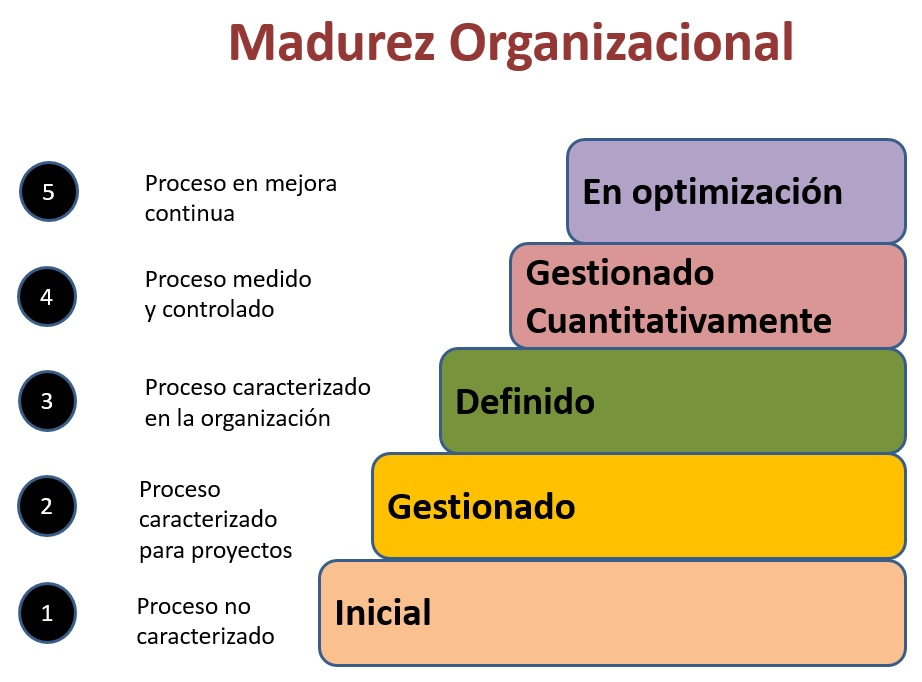 Madurez Organizacional
5
Proceso en mejora
continua
En optimización
4
Proceso medido
y controlado
Gestionado
Cuantitativamente
3
Proceso caracterizado
en la organización
Definido
2
Proceso
caracterizado
para proyectos
Gestionado
1
Proceso no
caracterizado
Inicial